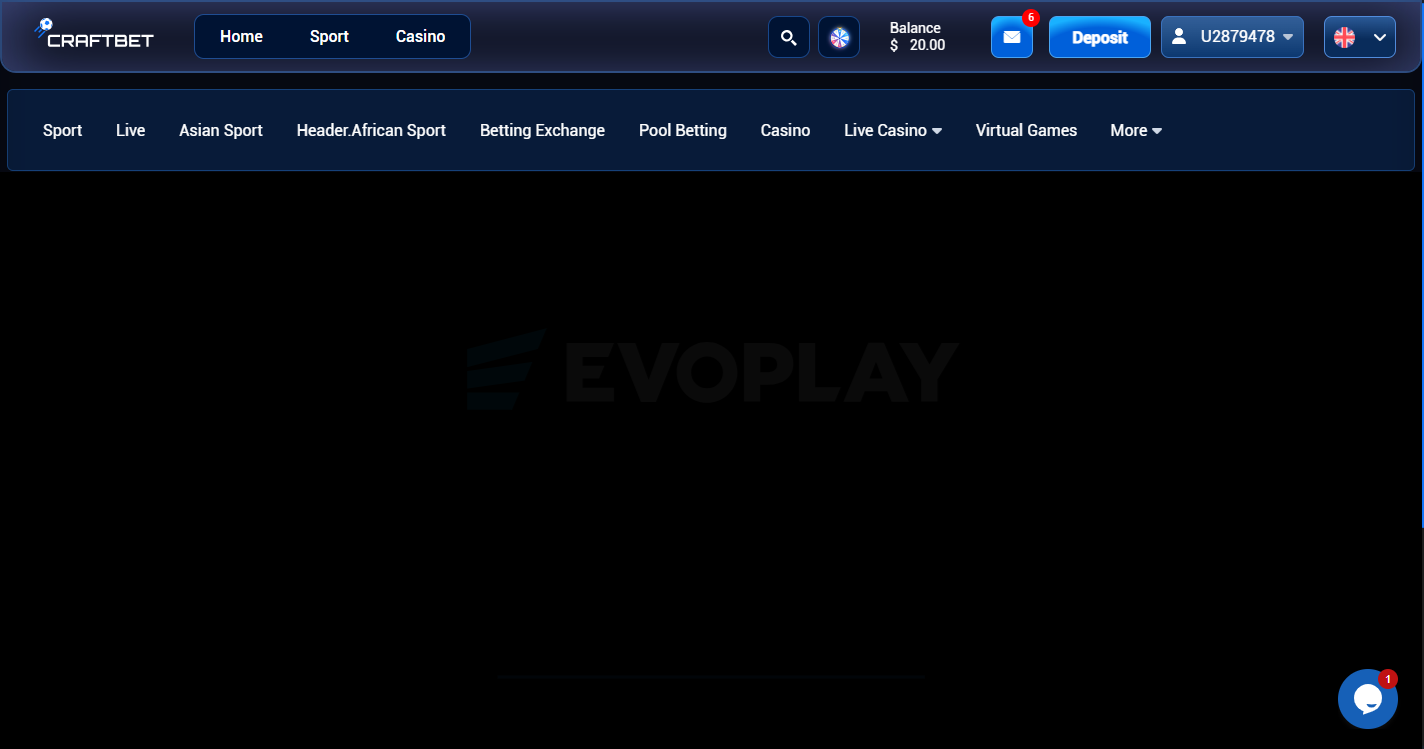 CRAFTBET
Home Sport Casino
Balance
$ 20.00
6
Deposit
U2879478
Sport Live Asian Sport Header.African Sport Betting Exchange Pool Betting Casino Live Casino Virtual Games More
EVOPLAY
1